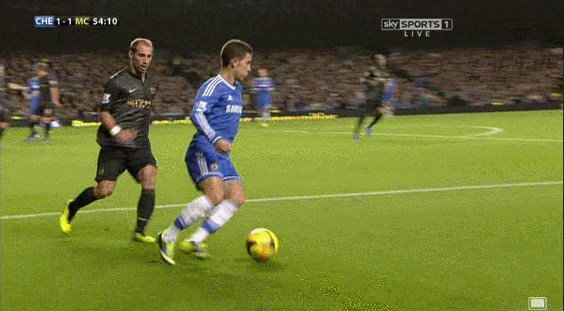 CHE 1-1 MC 54:10
sky SPORTS 1
LIVE
SAMSUNG